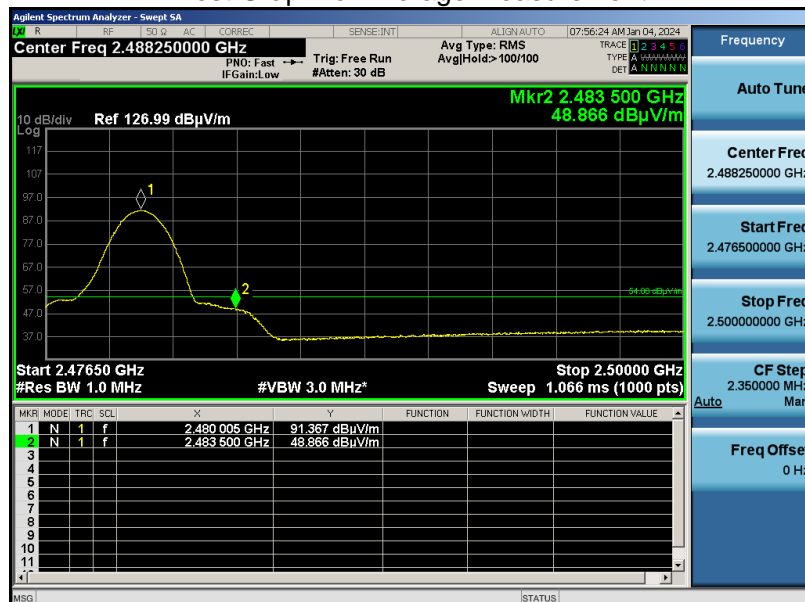 Agilent Spectrum Analyzer - Swept SA
LXI R RF 50 Ω AC CORREC SENSE:INT ALIGN AUTO 07:56:24 AM Jan 04, 2024
Center Freq 2.488250000 GHz
PNO: Fast
IFGain:Low
Trig: Free Run
#Atten: 30 dB
Avg Type: RMS
Avg|Hold:>100/100
TRACE 1 2 3 4 5 6
TYPE A WWWWW
DET A N N N N N
Mkr2 2.483 500 GHz
48.866 dBµV/m
10 dB/div Ref 126.99 dBµV/m
Log
117
107
97.0
87.0
77.0
67.0
57.0
47.0
37.0
1
2
54.00 dBµV/m
Start 2.47650 GHz Stop 2.50000 GHz
#Res BW 1.0 MHz #VBW 3.0 MHz* Sweep 1.066 ms (1000 pts)
MKR MODE TRC SCL X Y FUNCTION FUNCTION WIDTH FUNCTION VALUE
1 N 1 f 2.480 005 GHz 91.367 dBµV/m
2 N 1 f 2.483 500 GHz 48.866 dBµV/m
3
4
5
6
7
8
9
10
11
MSG STATUS
Frequency
Auto Tune
Center Freq
2.488250000 GHz
Start Freq
2.476500000 GHz
Stop Freq
2.500000000 GHz
CF Step
2.350000 MHz
Auto Man
Freq Offset
0 Hz